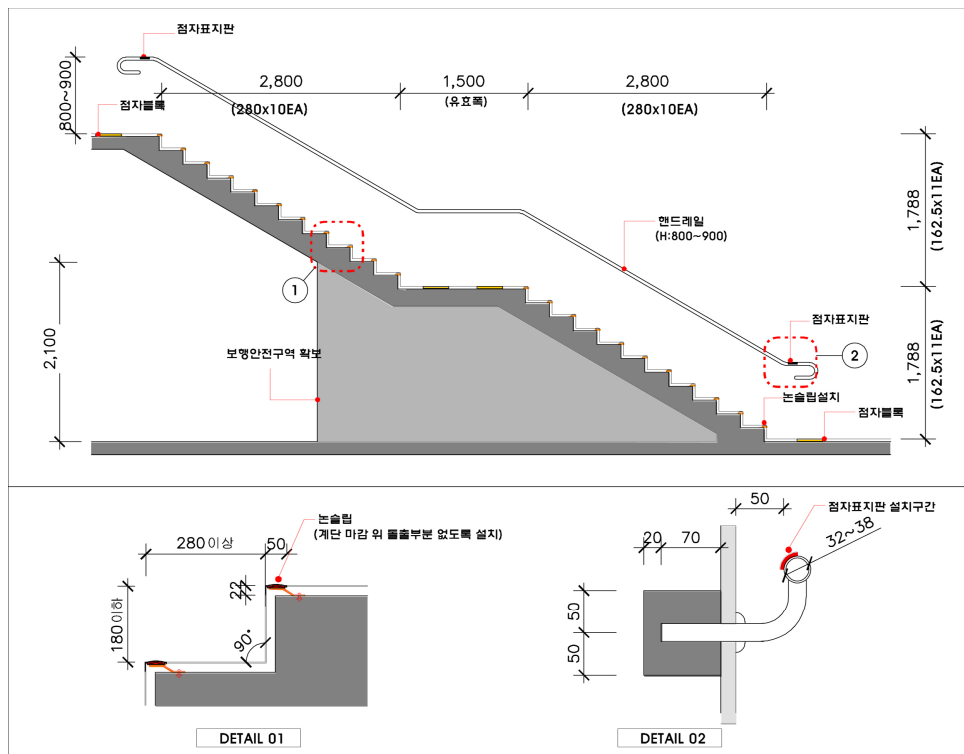 점자표지판
800~900
2,800
(280x10EA)
1,500
(유효폭)
2,800
(280x10EA)
점자블록
핸드레일
(H:800~900)
1,788
(162.5x11EA)
1
2,100
보행안전구역 확보
점자표지판
2
1,788
(162.5x11EA)
논슬립설치
점자블록
논슬립
(계단 마감 위 돌출부분 없도록 설치)
280이상
50
22
180이하
90°
DETAIL 01
50
점자표지판 설치구간
32~38
20
70
50
50
DETAIL 02